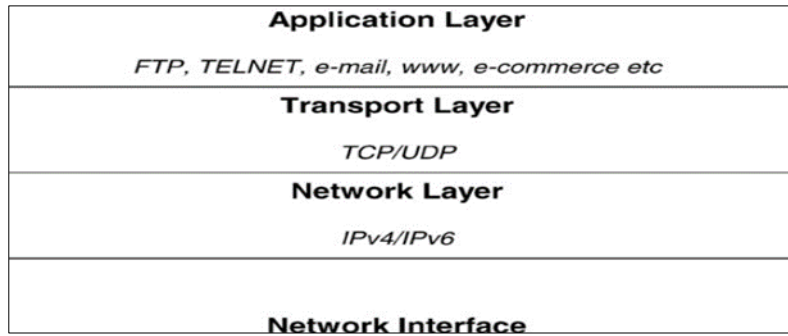 Application Layer
FTP, TELNET, e-mail, www, e-commerce etc
Transport Layer
TCP/UDP
Network Layer
IPv4/IPv6
Network Interface